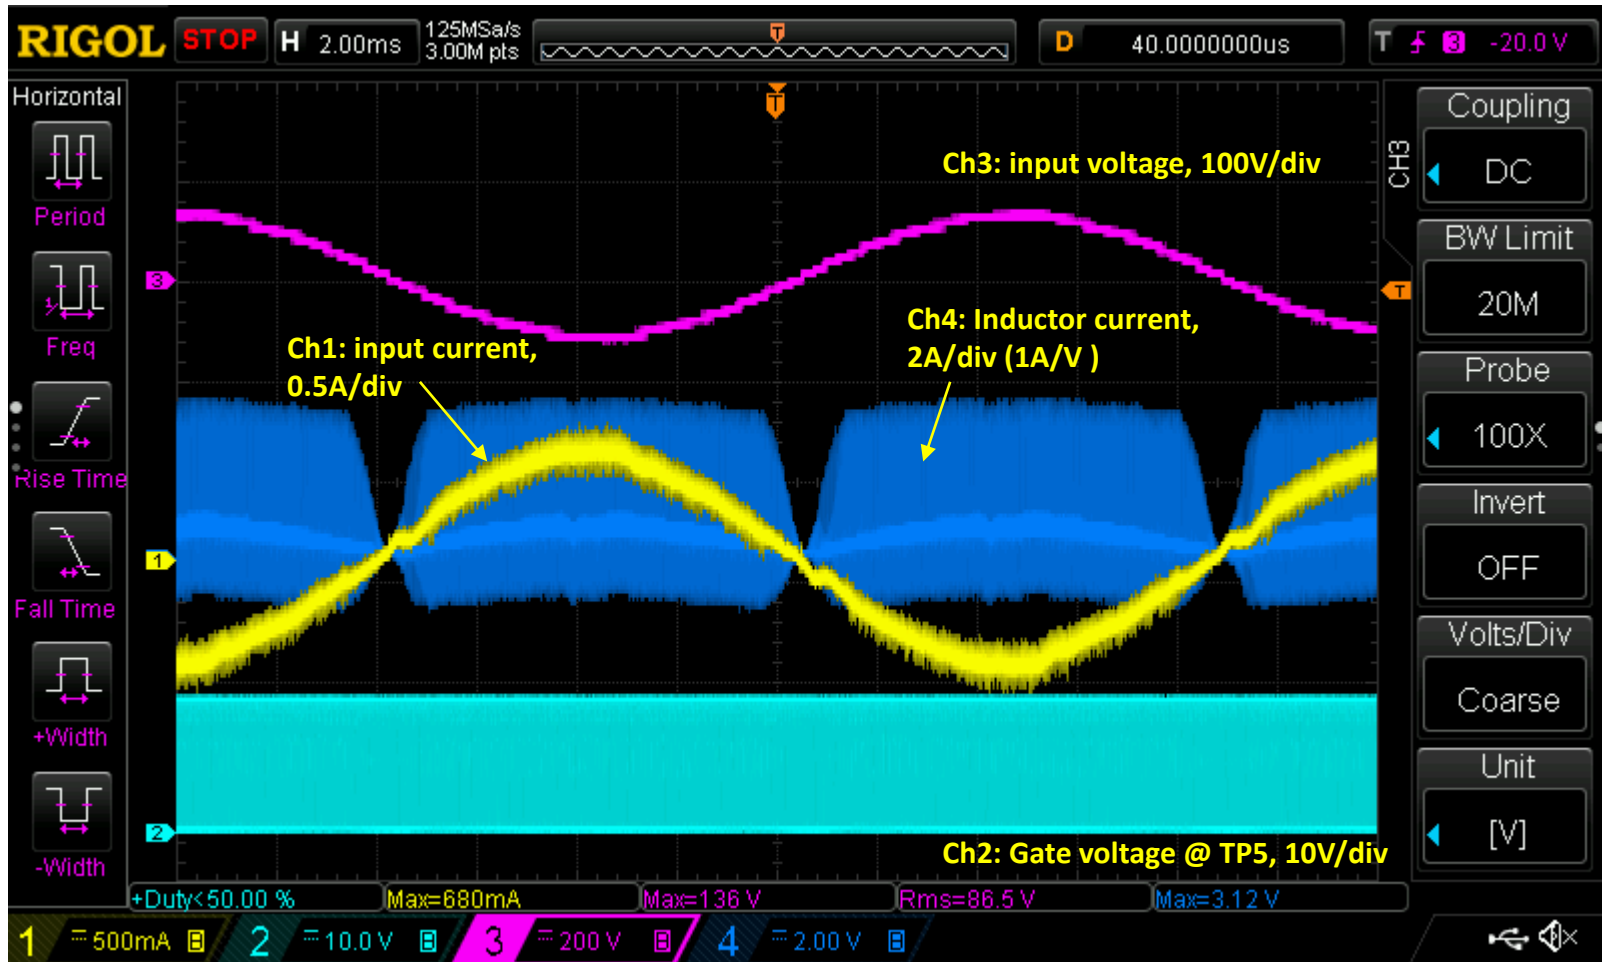 RIGOL STOP H 2.00ms 125MSa/s
3.00M pts
T
D 40.0000000us T 3 -20.0 V
Horizontal
Period
Freq
Rise Time
Fall Time
+Width
-Width
T
Ch3: input voltage, 100V/div
3
Ch1: input current,
0.5A/div
Ch4: Inductor current,
2A/div (1A/V )
T
1
2
Ch2: Gate voltage @ TP5, 10V/div
CH3
Coupling
DC
BW Limit
20M
Probe
100X
Invert
OFF
Volts/Div
Coarse
Unit
[V]
+Duty<50.00 % Max=680mA Max=136 V Rms=86.5 V Max=3.12 V
1 500mA B 2 10.0 V B 3 200 V B 4 2.00 V B